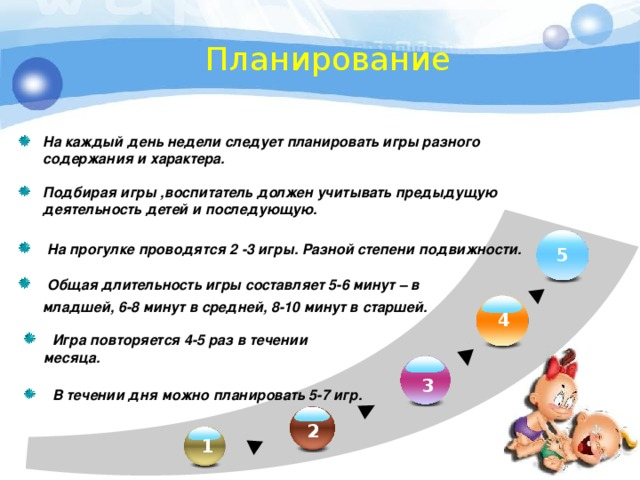 Планирование
На каждый день недели следует планировать игры разного
содержания и характера.
Подбирая игры ,воспитатель должен учитывать предыдущую
деятельность детей и последующую.
На прогулке проводятся 2 -3 игры. Разной степени подвижности.
Общая длительность игры составляет 5-6 минут – в
младшей, 6-8 минут в средней, 8-10 минут в старшей.
Игра повторяется 4-5 раз в течении
месяца.
В течении дня можно планировать 5-7 игр.
5
4
3
2
1